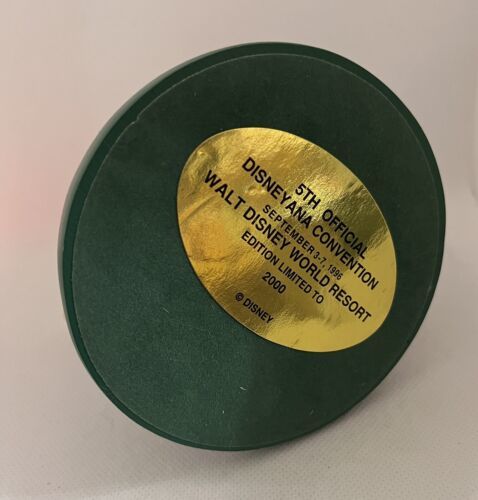 5TH OFFICIAL
DISNEYANA CONVENTION
SEPTEMBER 3-7, 1996
WALT DISNEY WORLD RESORT
EDITION LIMITED TO
2000
© DISNEY